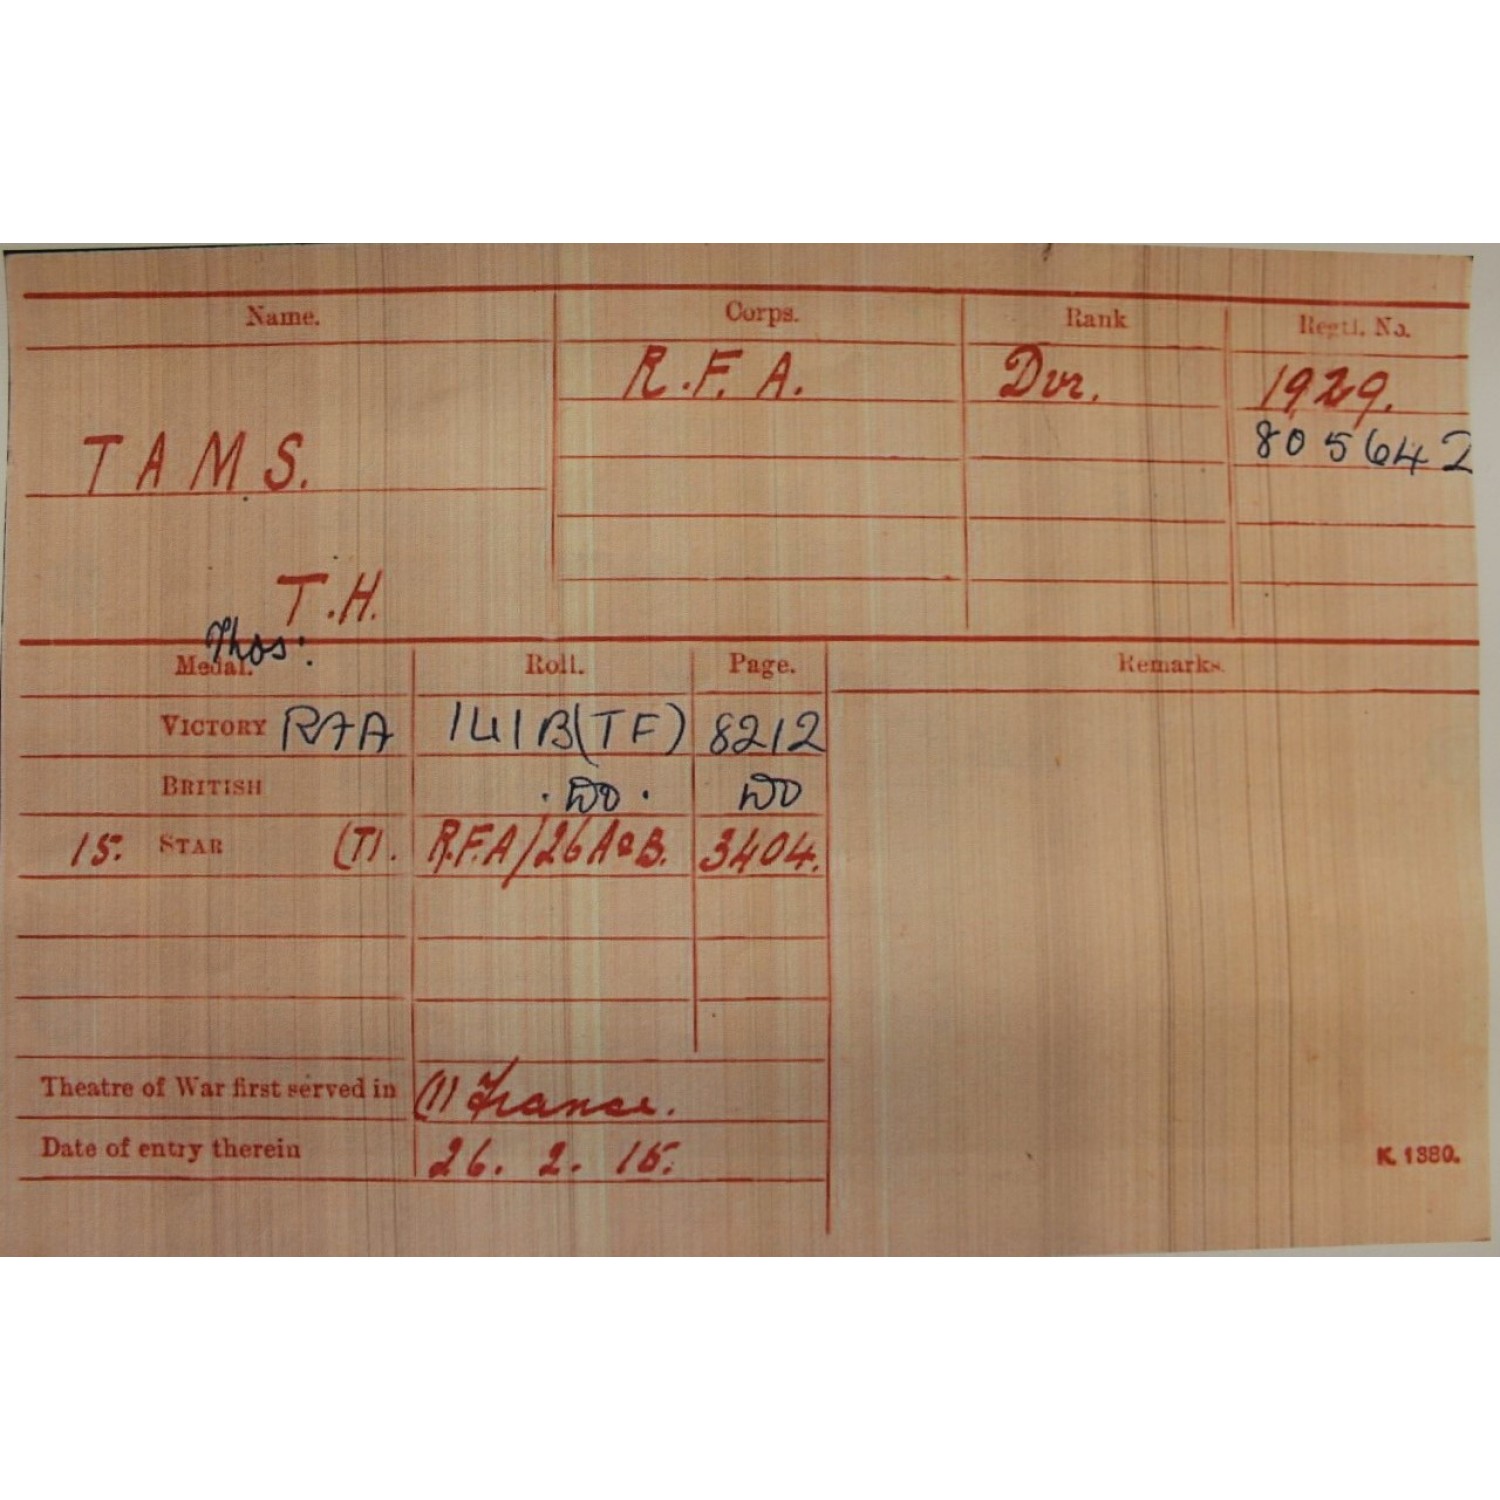 Name. Corps. Rank Regtl. No.
R.F.A. Dvr. 1929.
TAMS. 805642
T.H.
Thos:
Medal. Roll. Page. Remarks.
VICTORY RFA 141B(TF) 8212
BRITISH . DO . DO
15. STAR (T). R.F.A/26A&B. 3404.
Theatre of War first served in (1) France.
Date of entry therein 26. 2. 15.
K. 1380.